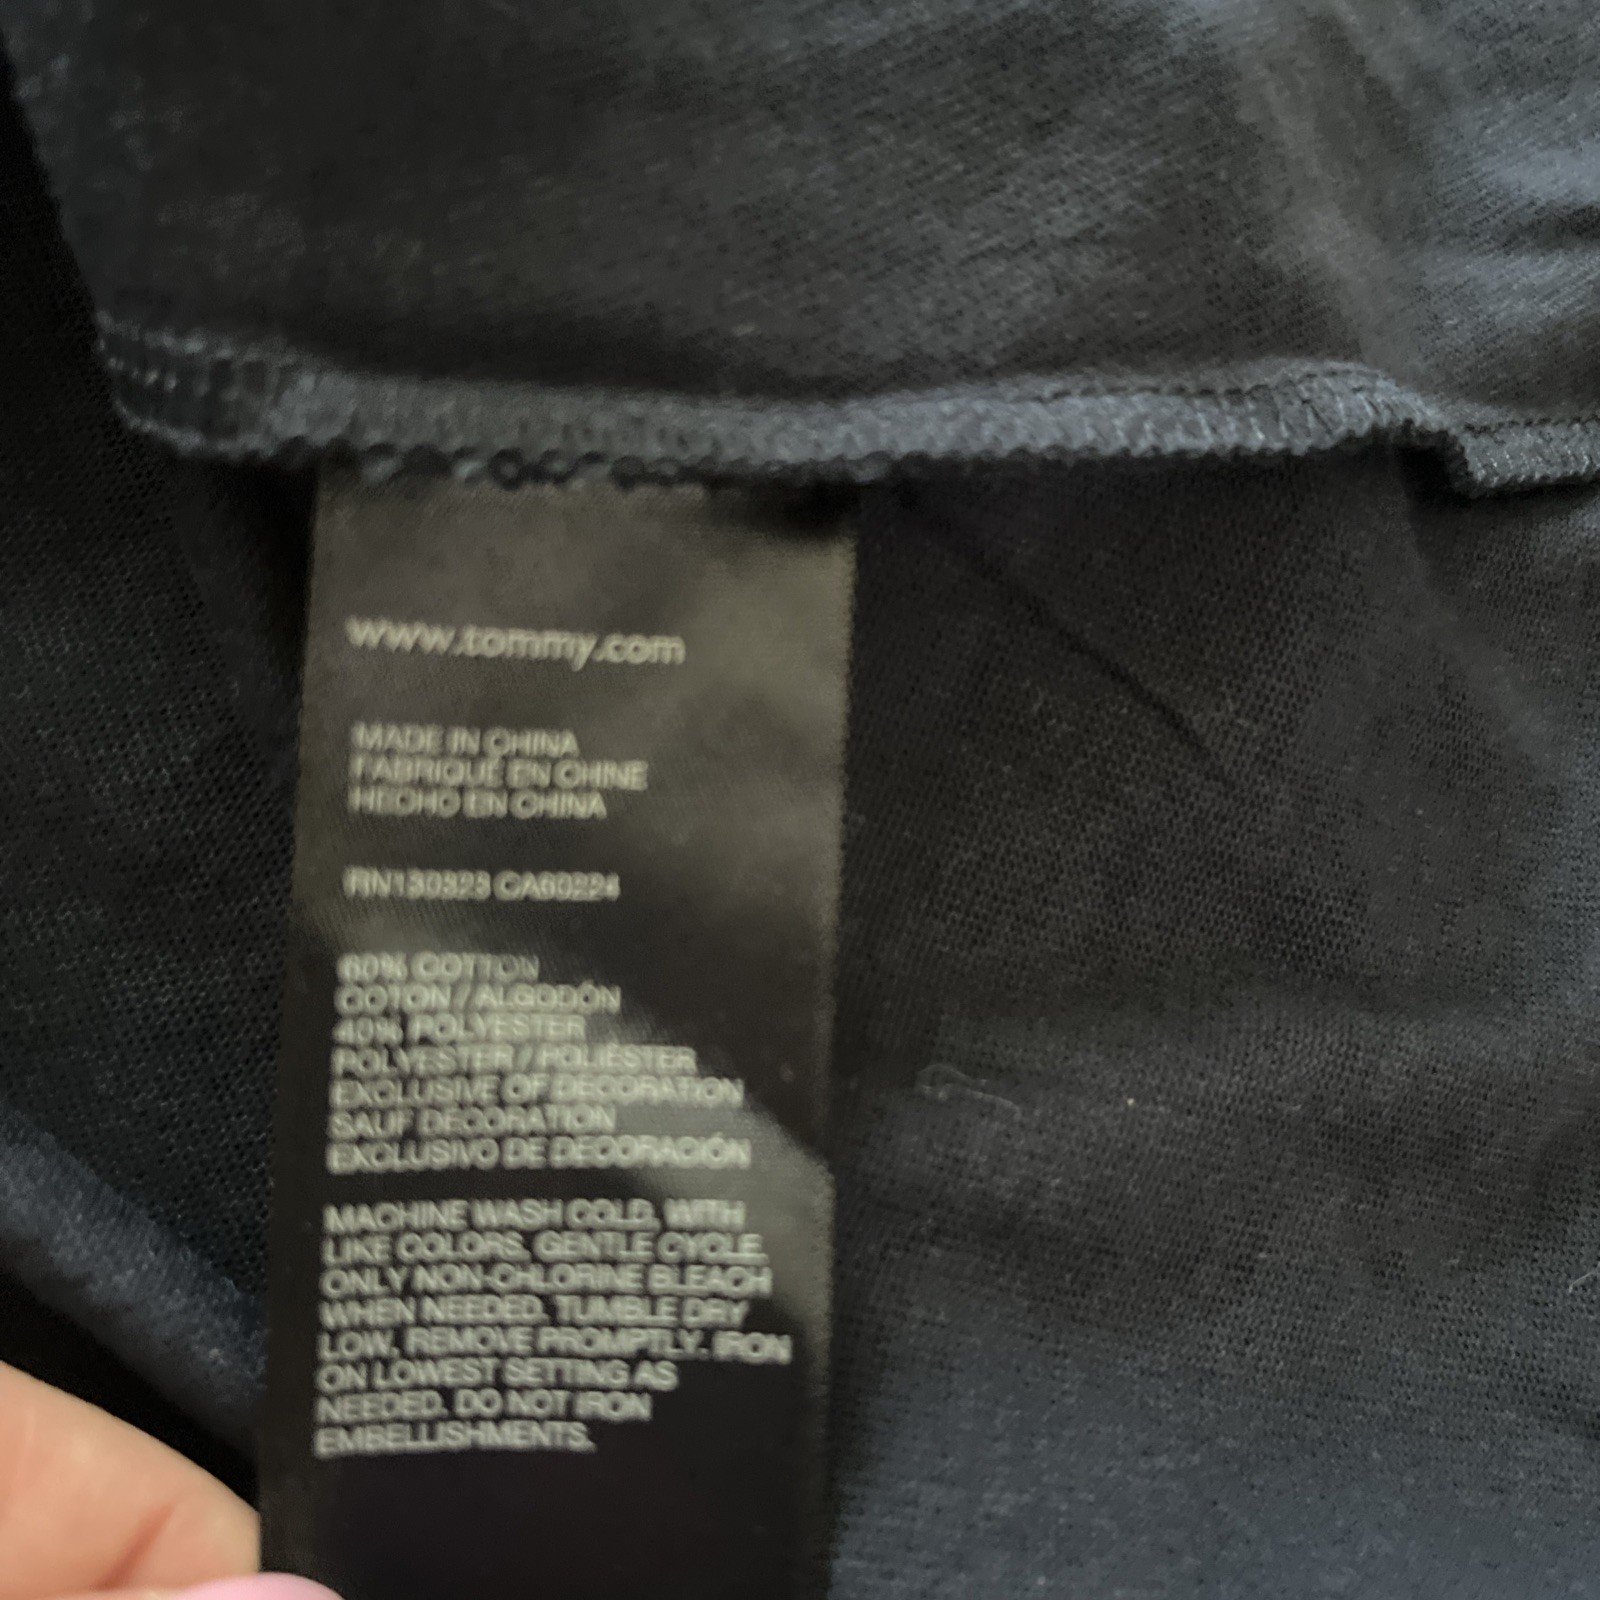 www.tommy.com
MADE IN CHINA
FABRIQUÉ EN CHINE
HECHO EN CHINA
RN130323 CA60224
60% COTTON
COTON / ALGODÓN
40% POLYESTER
POLYESTER / POLIÉSTER
EXCLUSIVE OF DECORATION
SAUF DÉCORATION
EXCLUSIVO DE DECORACIÓN
MACHINE WASH COLD, WITH
LIKE COLORS, GENTLE CYCLE.
ONLY NON-CHLORINE BLEACH
WHEN NEEDED. TUMBLE DRY
LOW, REMOVE PROMPTLY. IRON
ON LOWEST SETTING AS
NEEDED. DO NOT IRON
EMBELLISHMENTS.